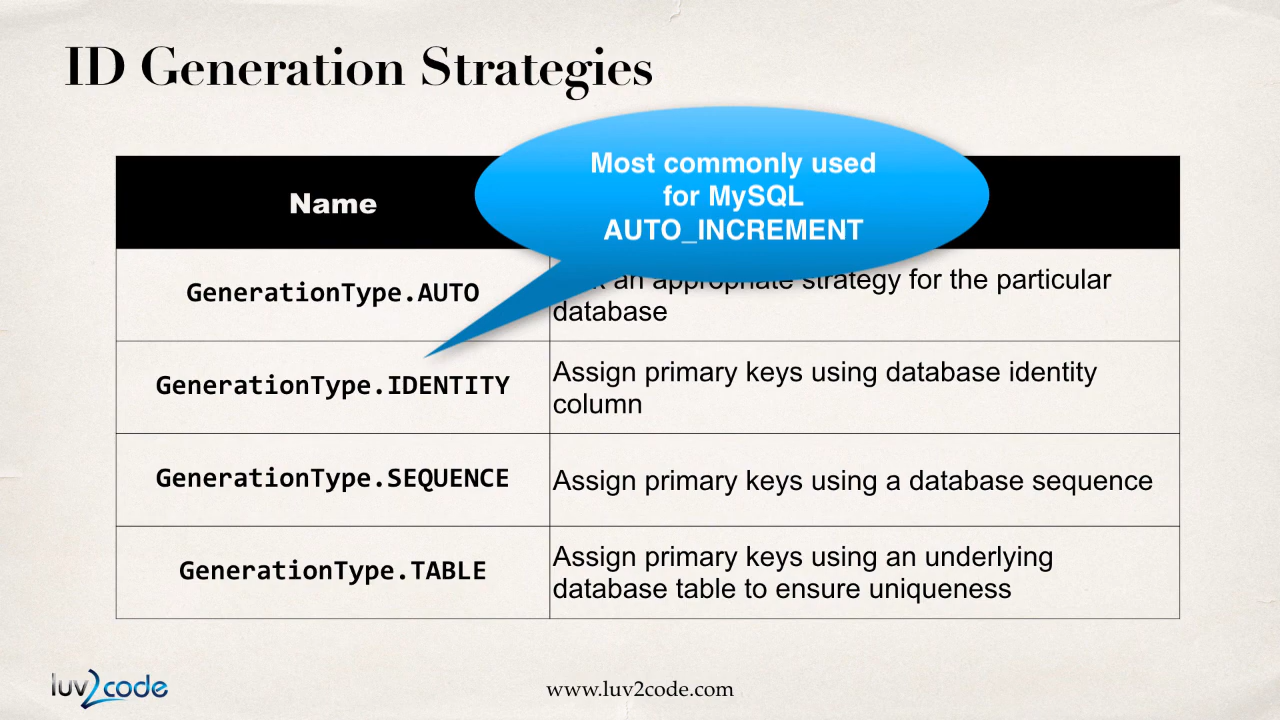 ID Generation Strategies
Most commonly used
for MySQL
AUTO_INCREMENT
Name
GenerationType.AUTO
an appropriate strategy for the particular
database
GenerationType.IDENTITY
Assign primary keys using database identity
column
GenerationType.SEQUENCE
Assign primary keys using a database sequence
GenerationType.TABLE
Assign primary keys using an underlying
database table to ensure uniqueness
luv2code
www.luv2code.com